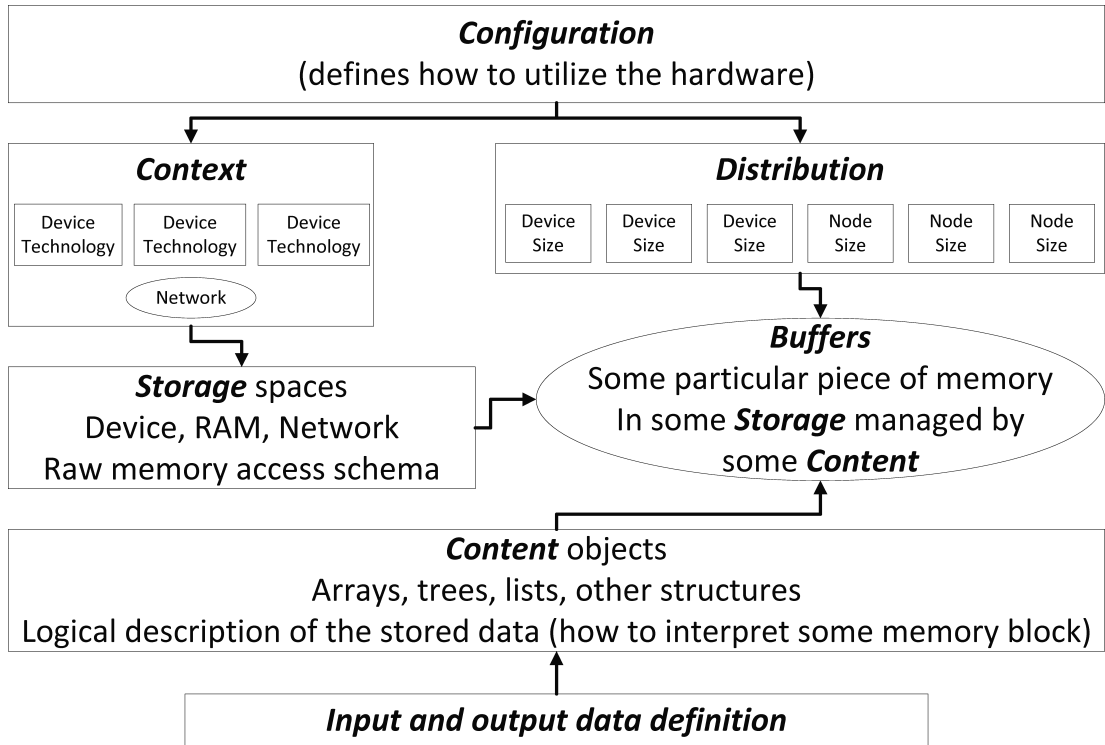 Configuration
(defines how to utilize the hardware)
Context
Device
Technology
Device
Technology
Device
Technology
Network
Distribution
Device
Size
Device
Size
Device
Size
Node
Size
Node
Size
Node
Size
Storage spaces
Device, RAM, Network
Raw memory access schema
Buffers
Some particular piece of memory
In some Storage managed by
some Content
Content objects
Arrays, trees, lists, other structures
Logical description of the stored data (how to interpret some memory block)
Input and output data definition